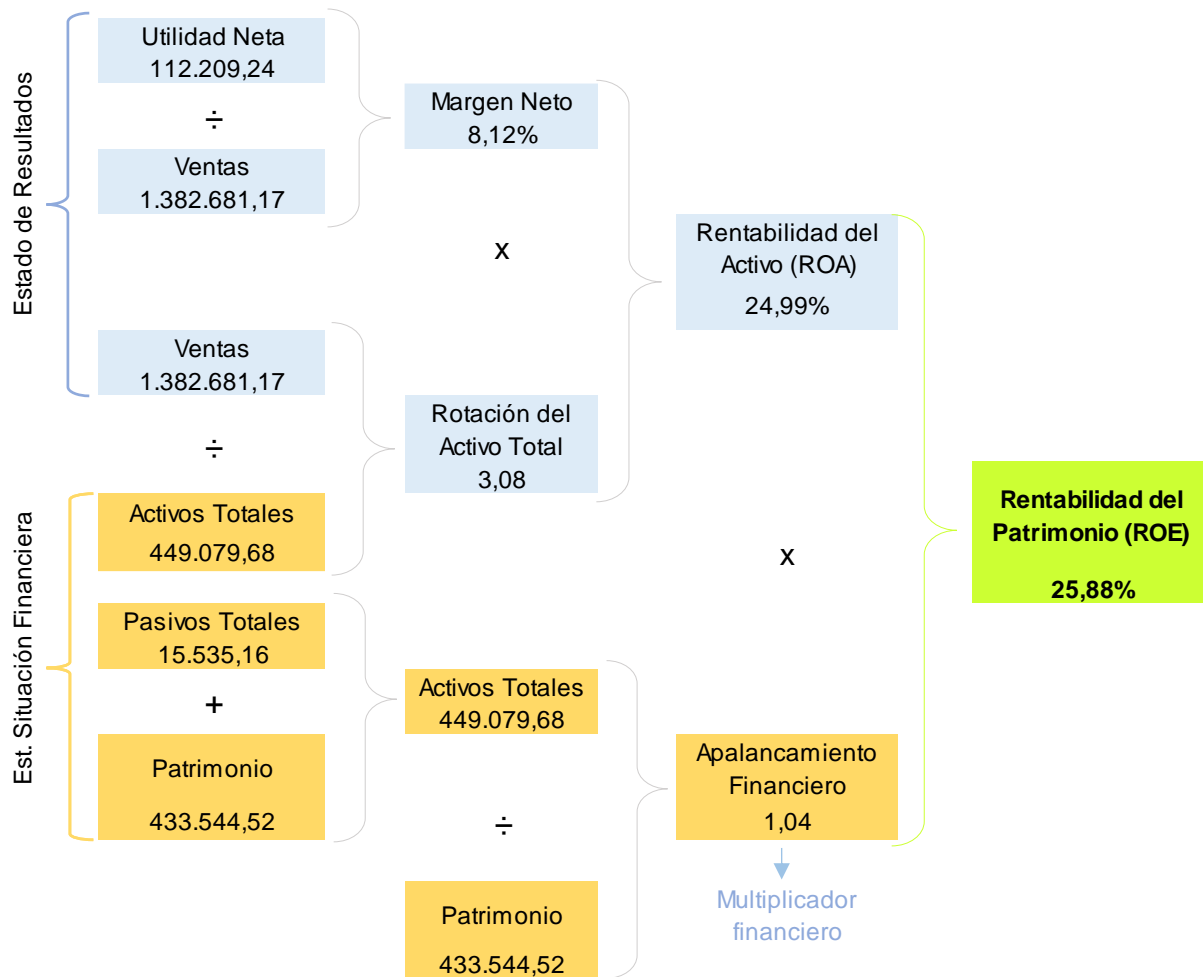 Estado de Resultados
Utilidad Neta
112.209,24
÷
Ventas
1.382.681,17
Margen Neto
8,12%
x
Ventas
1.382.681,17
÷
Rotación del
Activo Total
3,08
Rentabilidad del
Activo (ROA)
24,99%
Est. Situación Financiera
Activos Totales
449.079,68
Pasivos Totales
15.535,16
+
Patrimonio
433.544,52
Activos Totales
449.079,68
÷
Patrimonio
433.544,52
x
Apalancamiento
Financiero
1,04
Multiplicador
financiero
Rentabilidad del
Patrimonio (ROE)
25,88%